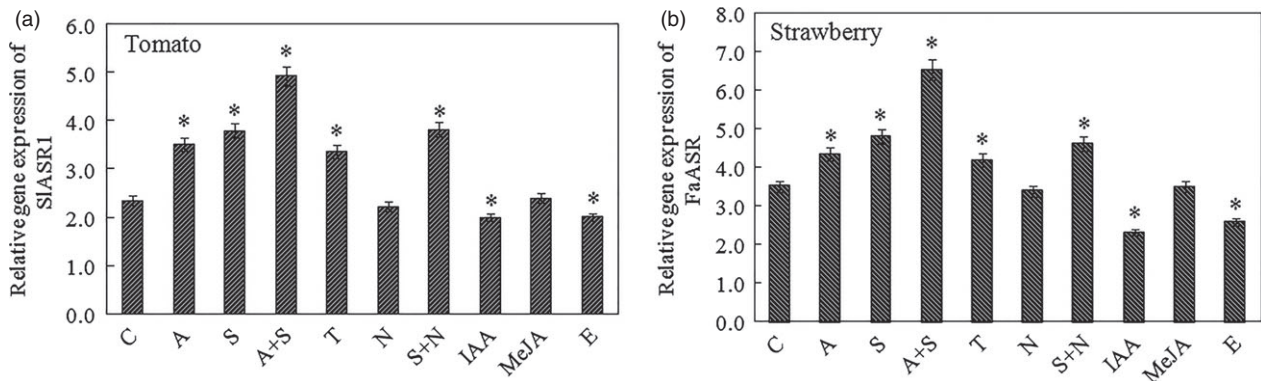 (a)
Relative gene expression of
SlASR1
6.0
5.0
4.0
3.0
2.0
1.0
0.0
Tomato
*
*
*
*
*
*
*
C
A
S
A+S
T
N
S+N
IAA
MeJA
E
(b)
Relative gene expression of
FaASR
8.0
7.0
6.0
5.0
4.0
3.0
2.0
1.0
0.0
Strawberry
*
*
*
*
*
*
*
C
A
S
A+S
T
N
S+N
IAA
MeJA
E